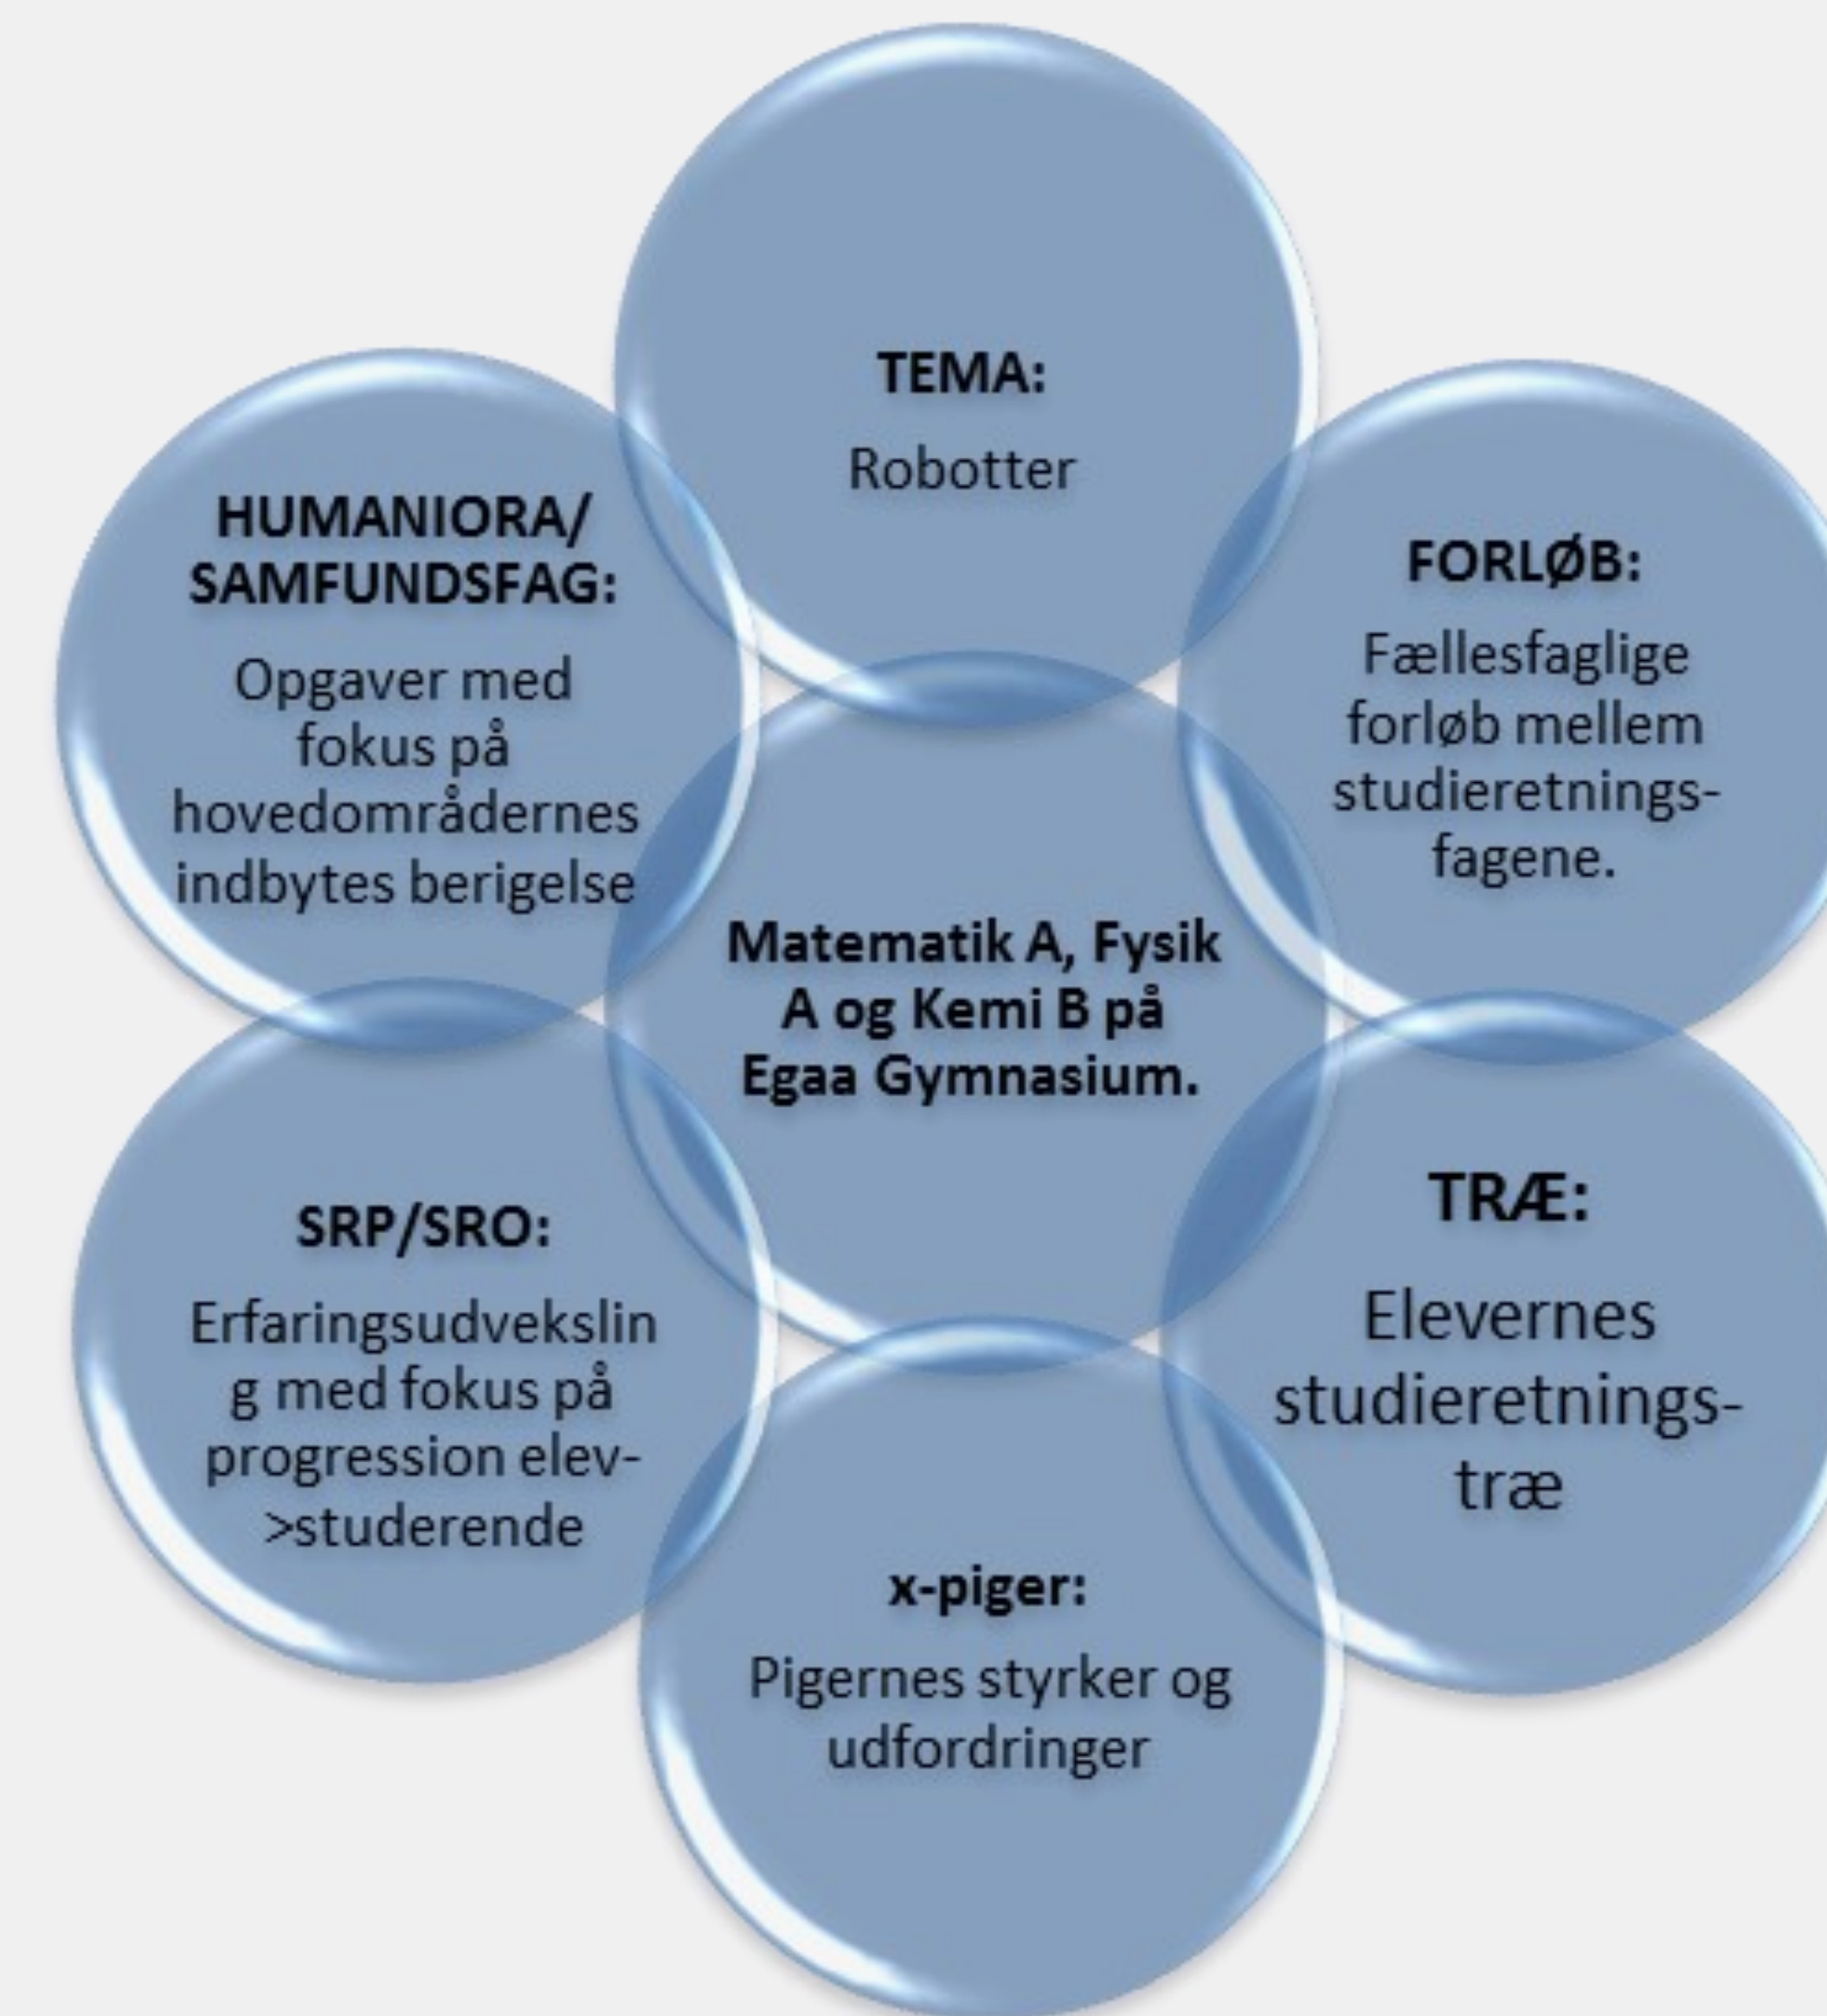 TEMA:
Robotter
FORLØB:
Fællesfaglige
forløb mellem
studieretnings-
fagene.
TRÆ:
Elevernes
studieretnings-
træ
x-piger:
Pigernes styrker og
udfordringer
SRP/SRO:
Erfaringsudvekslin
g med fokus på
progression elev-
>studerende
HUMANIORA/
SAMFUNDSFAG:
Opgaver med
fokus på
hovedområdernes
indbytes berigelse
Matematik A, Fysik
A og Kemi B på
Egaa Gymnasium.